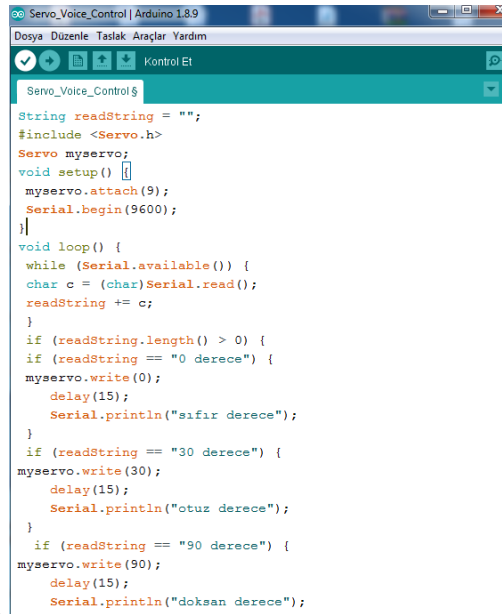 Servo_Voice_Control | Arduino 1.8.9
Dosya Düzenle Taslak Araçlar Yardım
Kontrol Et
Servo_Voice_Control §
String readString = "";
#include <Servo.h>
Servo myservo;
void setup() {
myservo.attach(9);
Serial.begin(9600);
}
void loop() {
while (Serial.available()) {
char c = (char)Serial.read();
readString += c;
}
if (readString.length() > 0) {
if (readString == "0 derece") {
myservo.write(0);
delay(15);
Serial.println("sıfır derece");
}
if (readString == "30 derece") {
myservo.write(30);
delay(15);
Serial.println("otuz derece");
}
if (readString == "90 derece") {
myservo.write(90);
delay(15);
Serial.println("doksan derece");